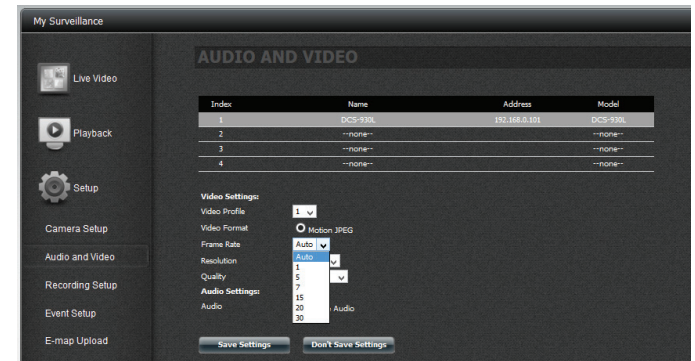 My Surveillance
AUDIO AND VIDEO
Live Video
Playback
Setup
Camera Setup
Audio and Video
Recording Setup
Event Setup
E-map Upload
Index Name Address Model
1 DCS-930L 192.168.0.101 DCS-930L
2 --none-- --none--
3 --none-- --none--
4 --none-- --none--
Video Settings:
Video Profile 1
Video Format Motion JPEG
Frame Rate Auto
Auto
1
5
7
15
20
30
Resolution
Quality
Audio Settings:
Audio Audio
Save Settings Don't Save Settings